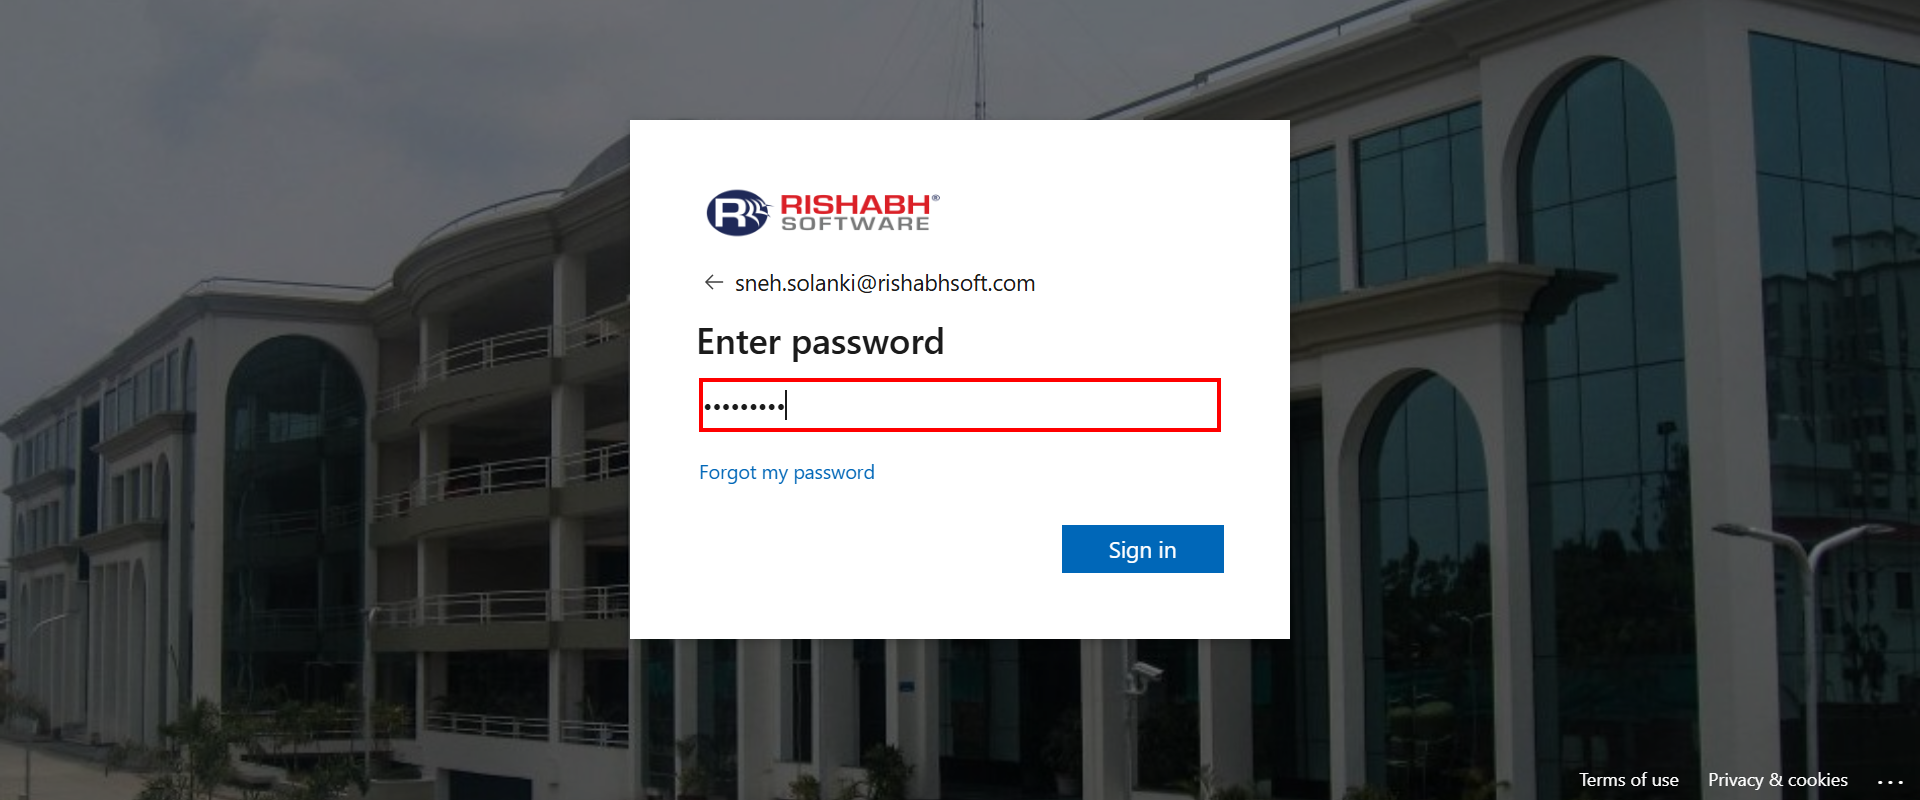 RISHABH®
SOFTWARE
sneh.solanki@rishabhsoft.com
Enter password
•••••••••
Forgot my password
Sign in
Terms of use Privacy & cookies ...